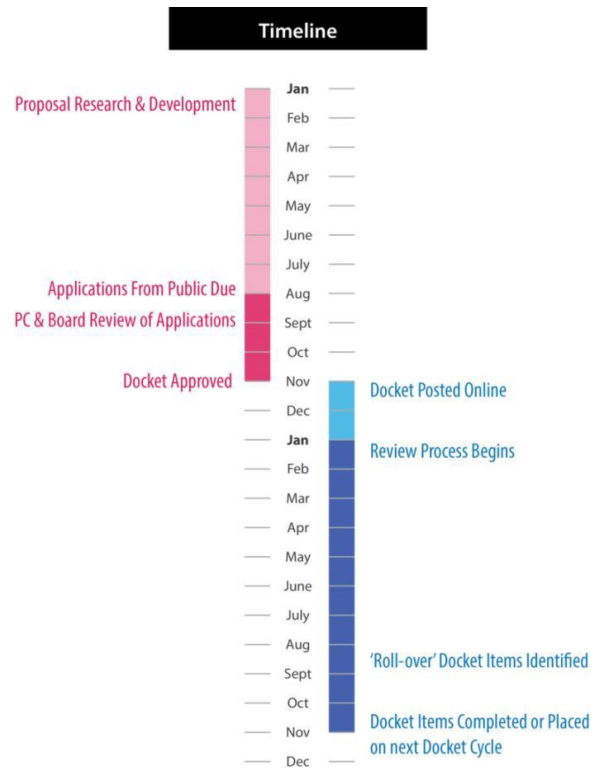 Timeline
Jan
Proposal Research & Development
Feb
Mar
Apr
May
June
July
Applications From Public Due
Aug
PC & Board Review of Applications
Sept
Oct
Docket Approved
Nov
Docket Posted Online
Dec
Jan
Review Process Begins
Feb
Mar
Apr
May
June
July
Aug
'Roll-over' Docket Items Identified
Sept
Oct
Docket Items Completed or Placed
Nov
on next Docket Cycle
Dec